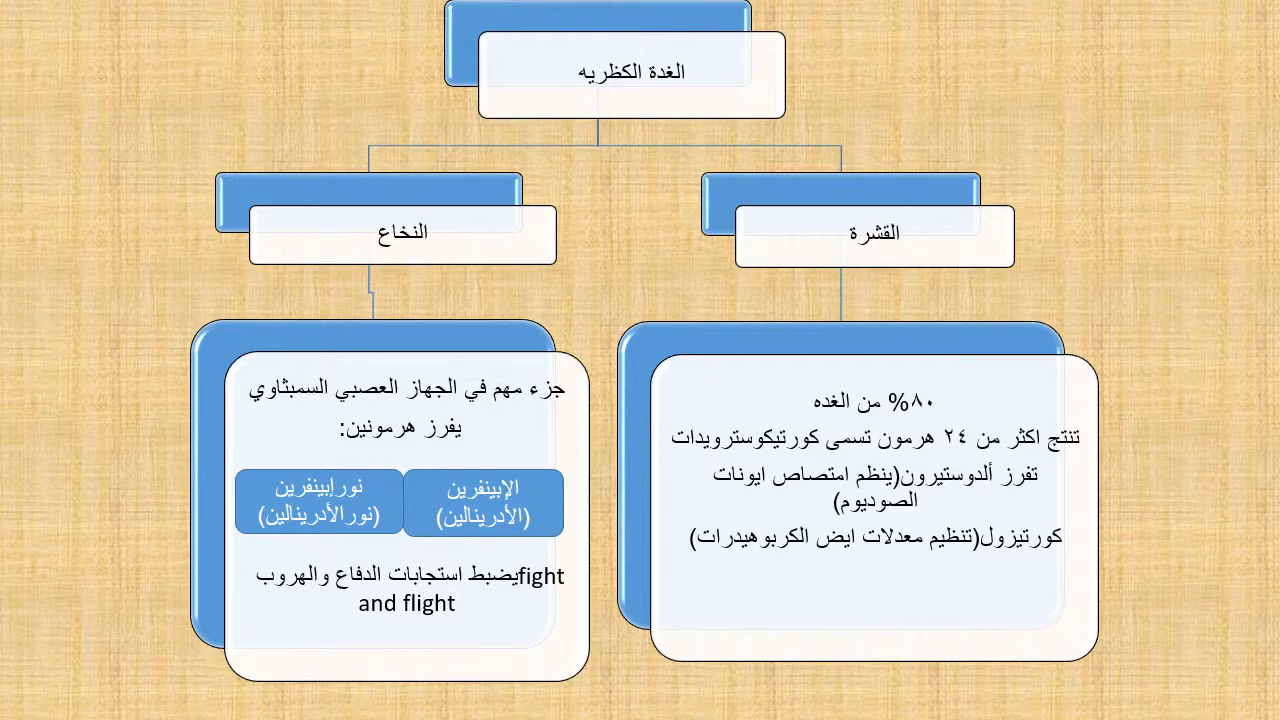 الغدة الكظريه
القشرة
٨٠% من الغده
تنتج اكثر من ٢٤ هرمون تسمى كورتيكوسترويدات
تفرز ألدوستيرون(ينظم امتصاص ايونات
الصوديوم)
كورتيزول(تنظيم معدلات ايض الكربوهيدرات)
النخاع
جزء مهم في الجهاز العصبي السمبثاوي
يفرز هرمونين:
الإبينفرين
(الأدرينالين)
نورإبينفرين
(نورالأدرينالين)
fightيضبط استجابات الدفاع والهروب
and flight